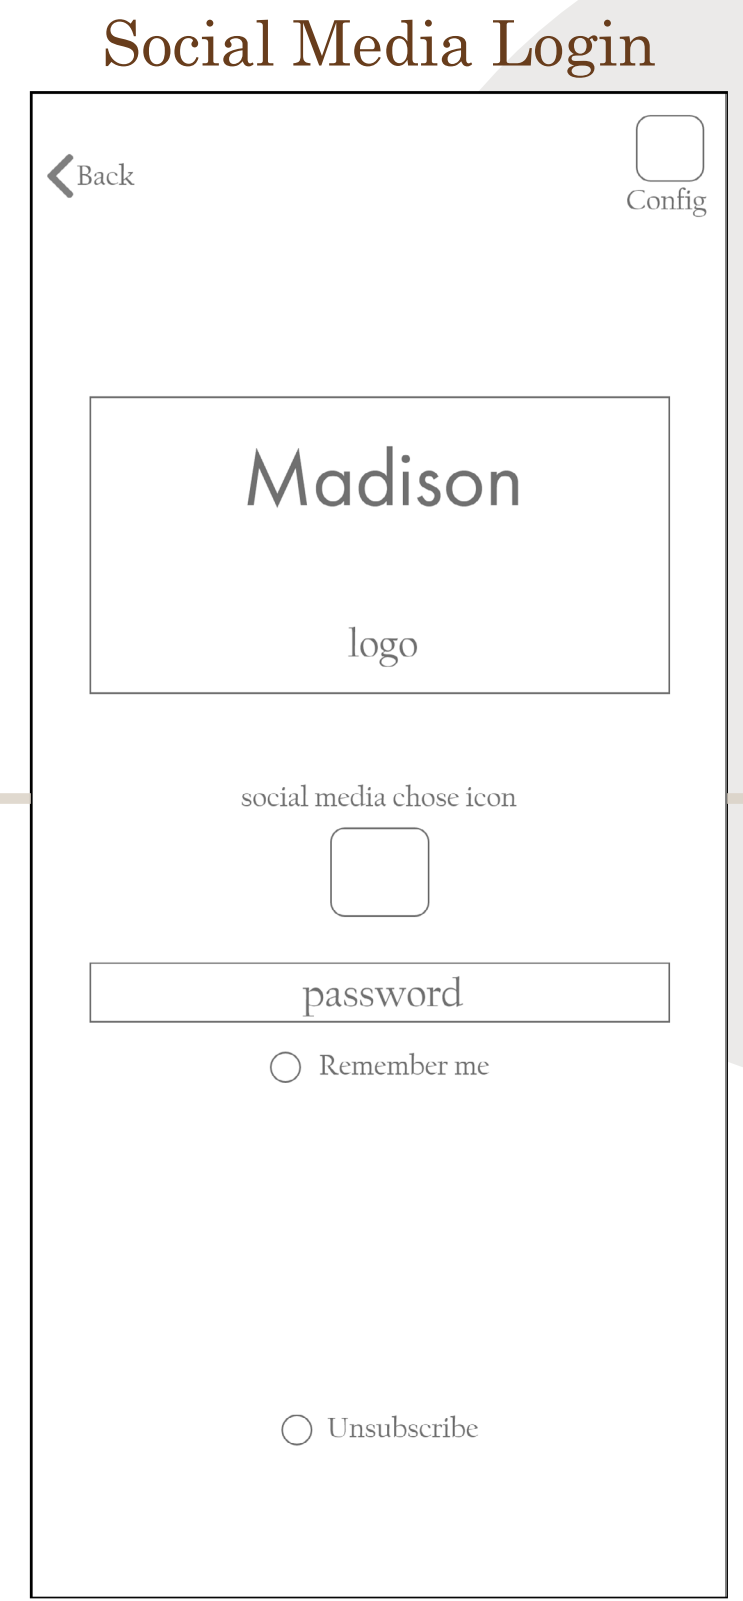 Social Media Login
Back
Config
Madison
logo
social media chose icon
password
Remember me
Unsubscribe